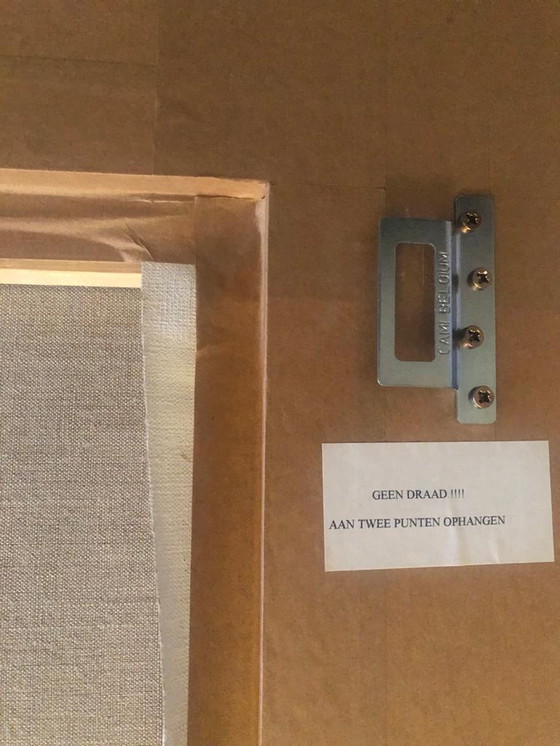 CAMI BELGIUM
GEEN DRAAD !!!!
AAN TWEE PUNTEN OPHANGEN